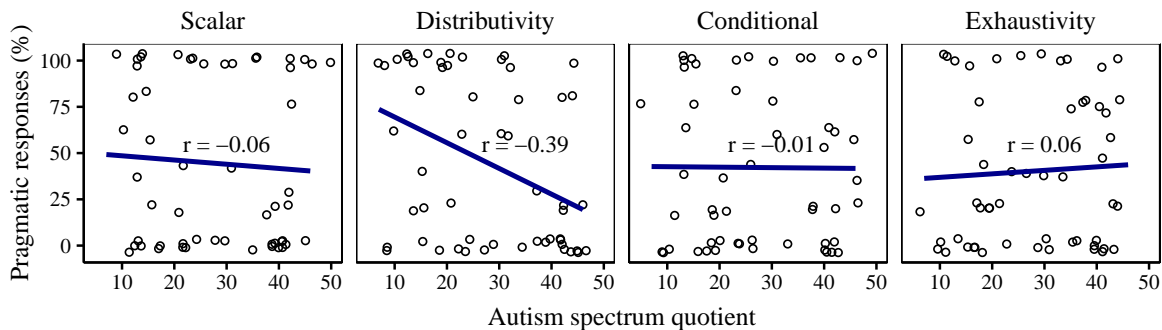 Scalar Distributivity Conditional Exhaustivity
Pragmatic responses (%)
100
75
50
25
0
r = −0.06 r = −0.39 r = −0.01 r = 0.06
10 20 30 40 50 10 20 30 40 50 10 20 30 40 50 10 20 30 40 50
Autism spectrum quotient